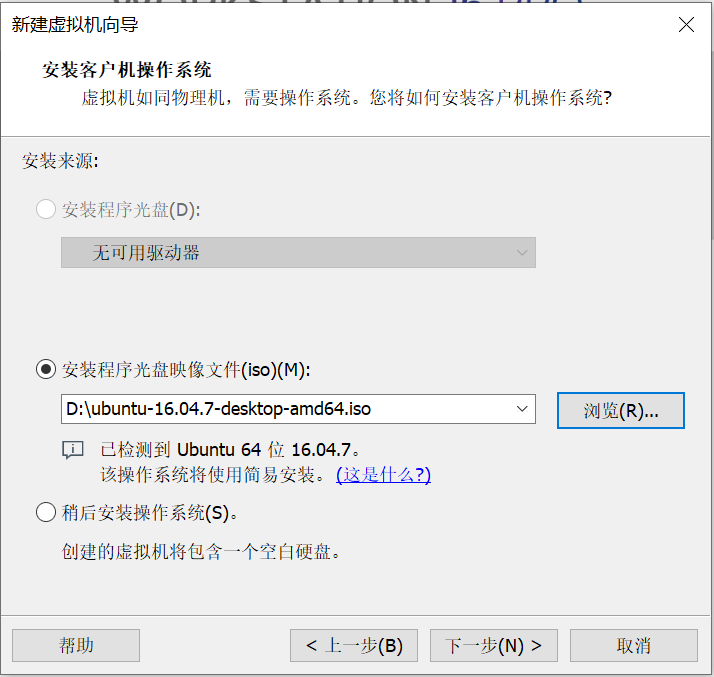 新建虚拟机向导
安装客户机操作系统
虚拟机如同物理机，需要操作系统。您将如何安装客户机操作系统?
安装来源:
安装程序光盘(D):
无可用驱动器
安装程序光盘映像文件(iso)(M):
D:\ubuntu-16.04.7-desktop-amd64.iso
浏览(R)...
已检测到 Ubuntu 64 位 16.04.7。
该操作系统将使用简易安装。 (这是什么?)
稍后安装操作系统(S)。
创建的虚拟机将包含一个空白硬盘。
帮助
< 上一步(B)
下一步(N) >
取消